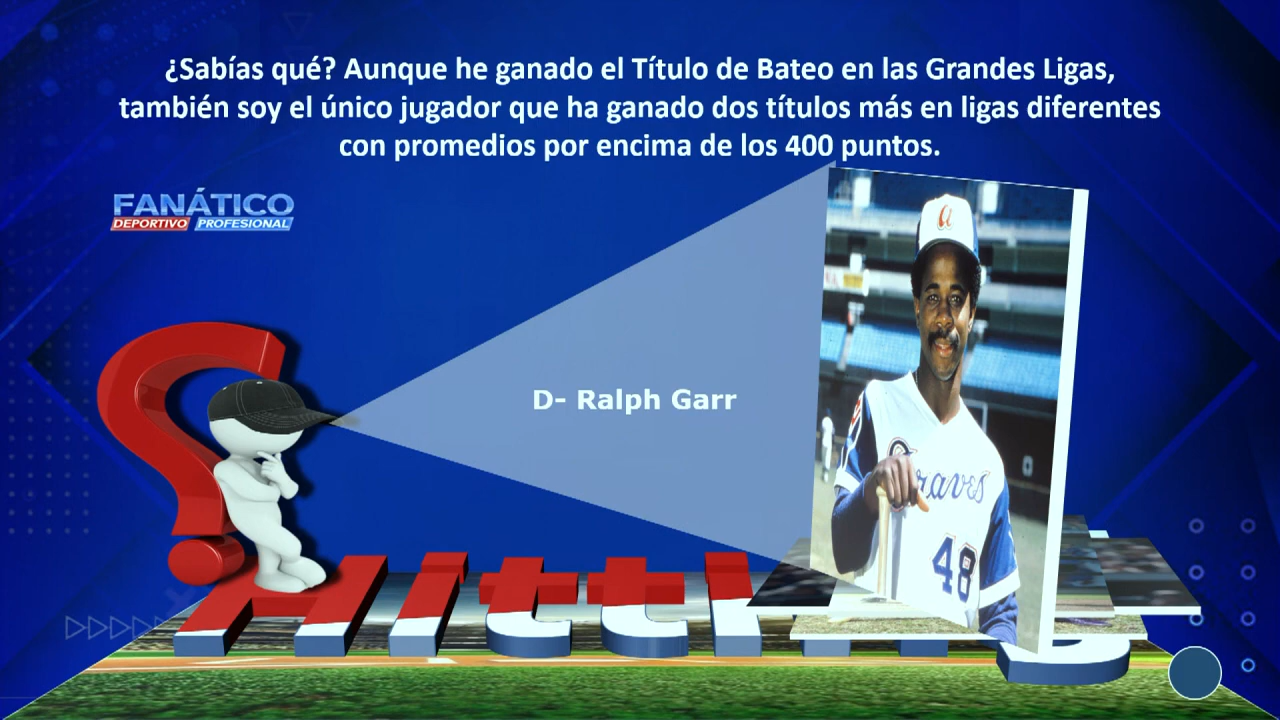 ¿Sabías qué? Aunque he ganado el Título de Bateo en las Grandes Ligas,
también soy el único jugador que ha ganado dos títulos más en ligas diferentes
con promedios por encima de los 400 puntos.
FANÁTICO
DEPORTIVO PROFESIONAL
D- Ralph Garr
a
Braves
48